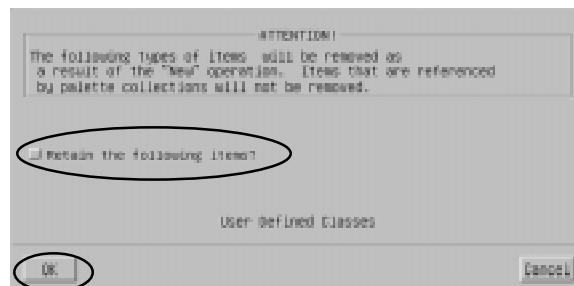 ATTENTION!
The following types of items will be removed as
a result of the "New" operation. Items that are referenced
by palette collections will not be removed.
Retain the following items?
User Defined Classes
OK
Cancel